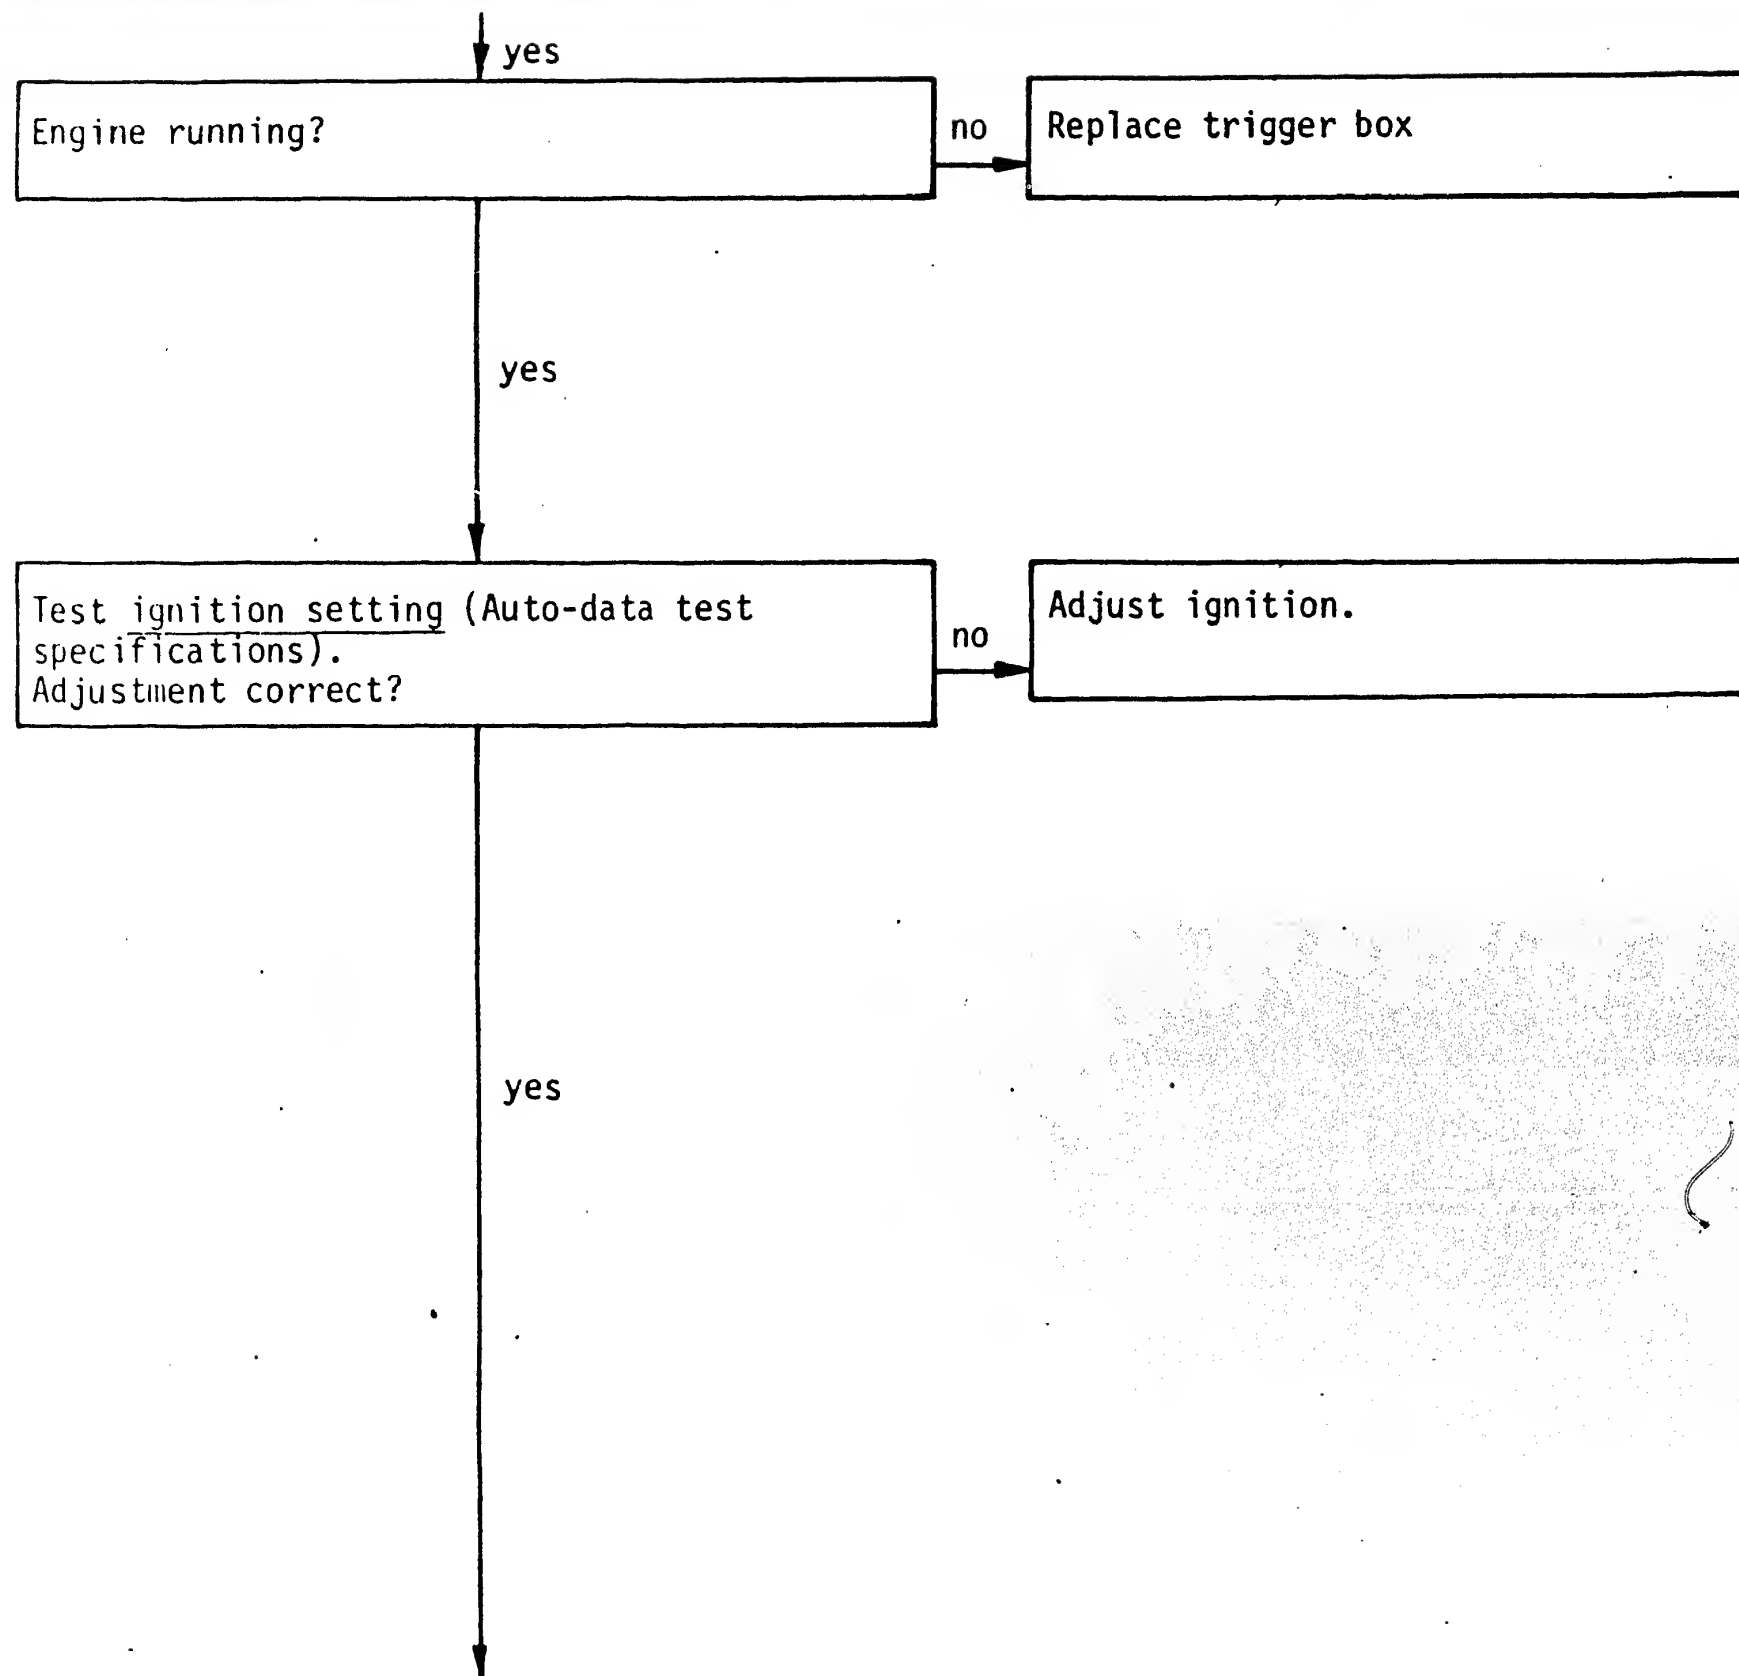 yes
Engine running?
no
Replace trigger box
yes
Test ignition setting (Auto-data test
specifications).
Adjustment correct?
no
Adjust ignition.
yes